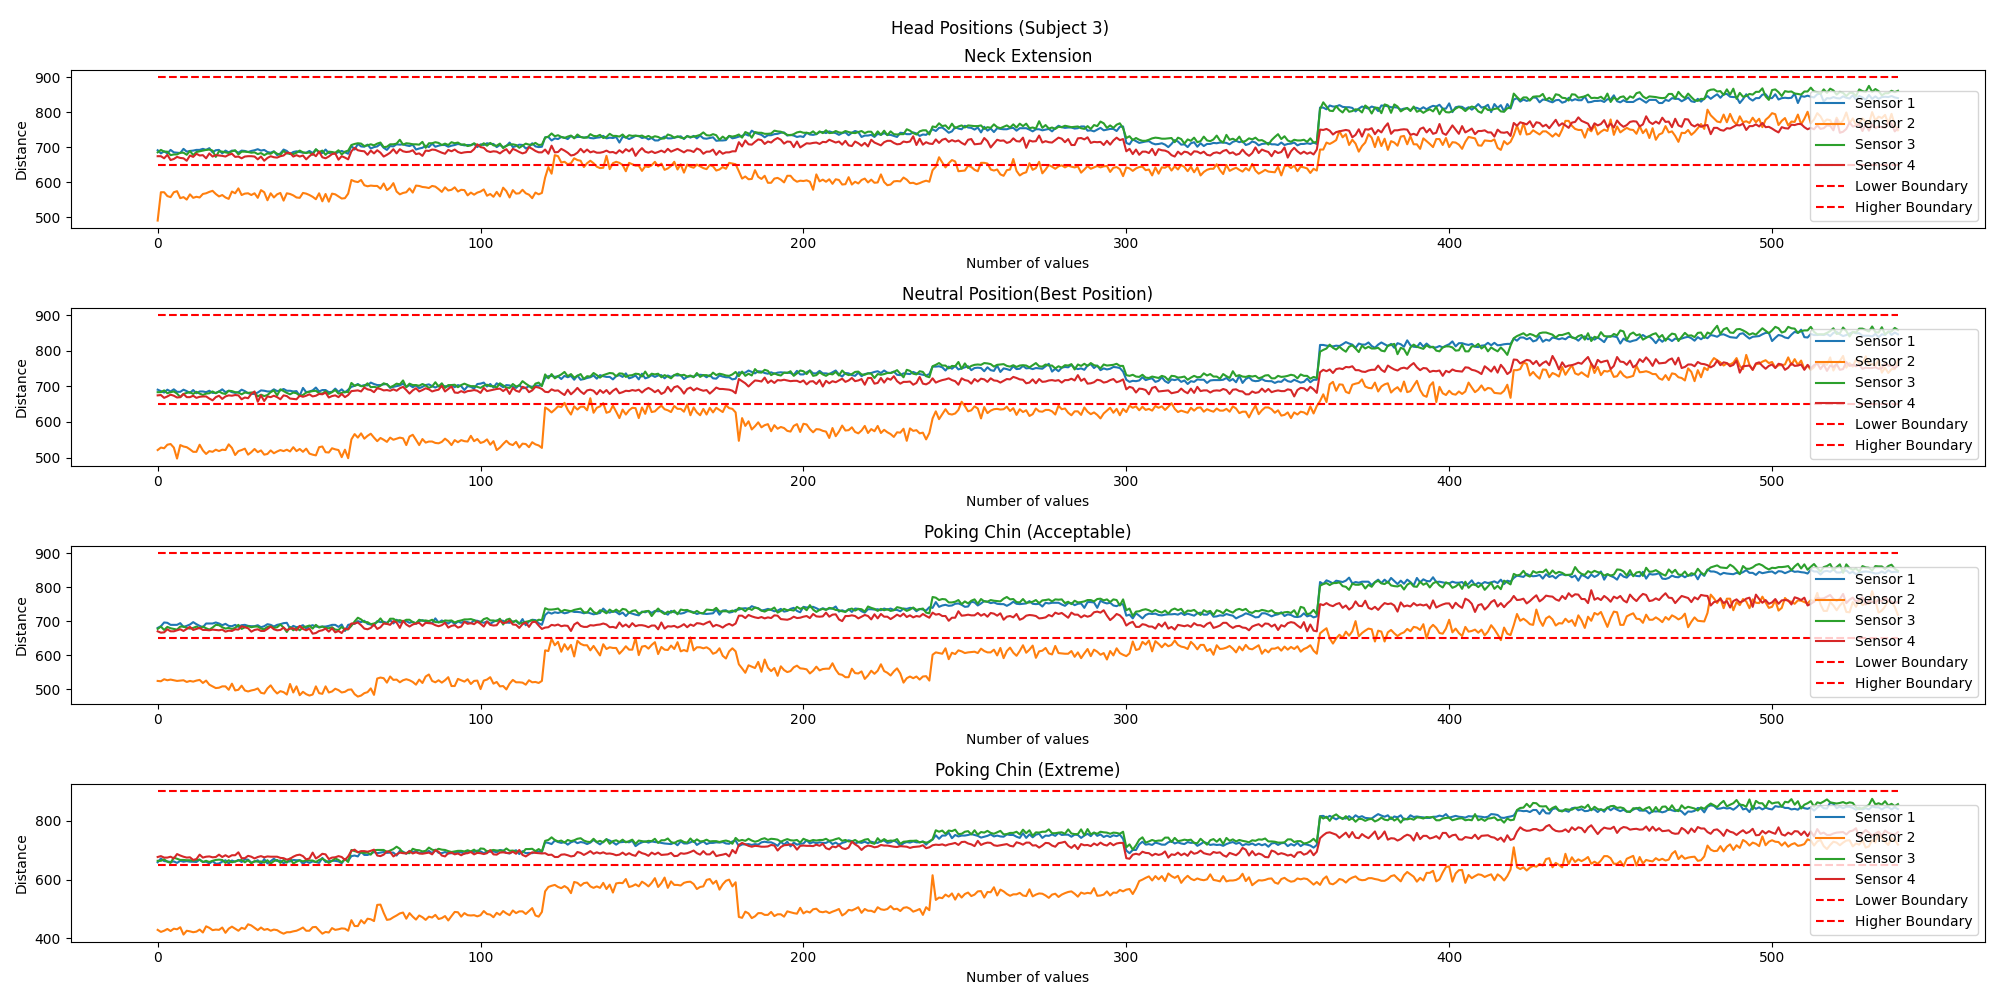 Head Positions (Subject 3)
Neck Extension
900
800
700
600
500
Distance
0 100 200 300 400 500
Number of values
Sensor 1
Sensor 2
Sensor 3
Sensor 4
Lower Boundary
Higher Boundary
Neutral Position(Best Position)
900
800
700
600
500
Distance
0 100 200 300 400 500
Number of values
Sensor 1
Sensor 2
Sensor 3
Sensor 4
Lower Boundary
Higher Boundary
Poking Chin (Acceptable)
900
800
700
600
500
Distance
0 100 200 300 400 500
Number of values
Sensor 1
Sensor 2
Sensor 3
Sensor 4
Lower Boundary
Higher Boundary
Poking Chin (Extreme)
800
600
400
Distance
0 100 200 300 400 500
Number of values
Sensor 1
Sensor 2
Sensor 3
Sensor 4
Lower Boundary
Higher Boundary